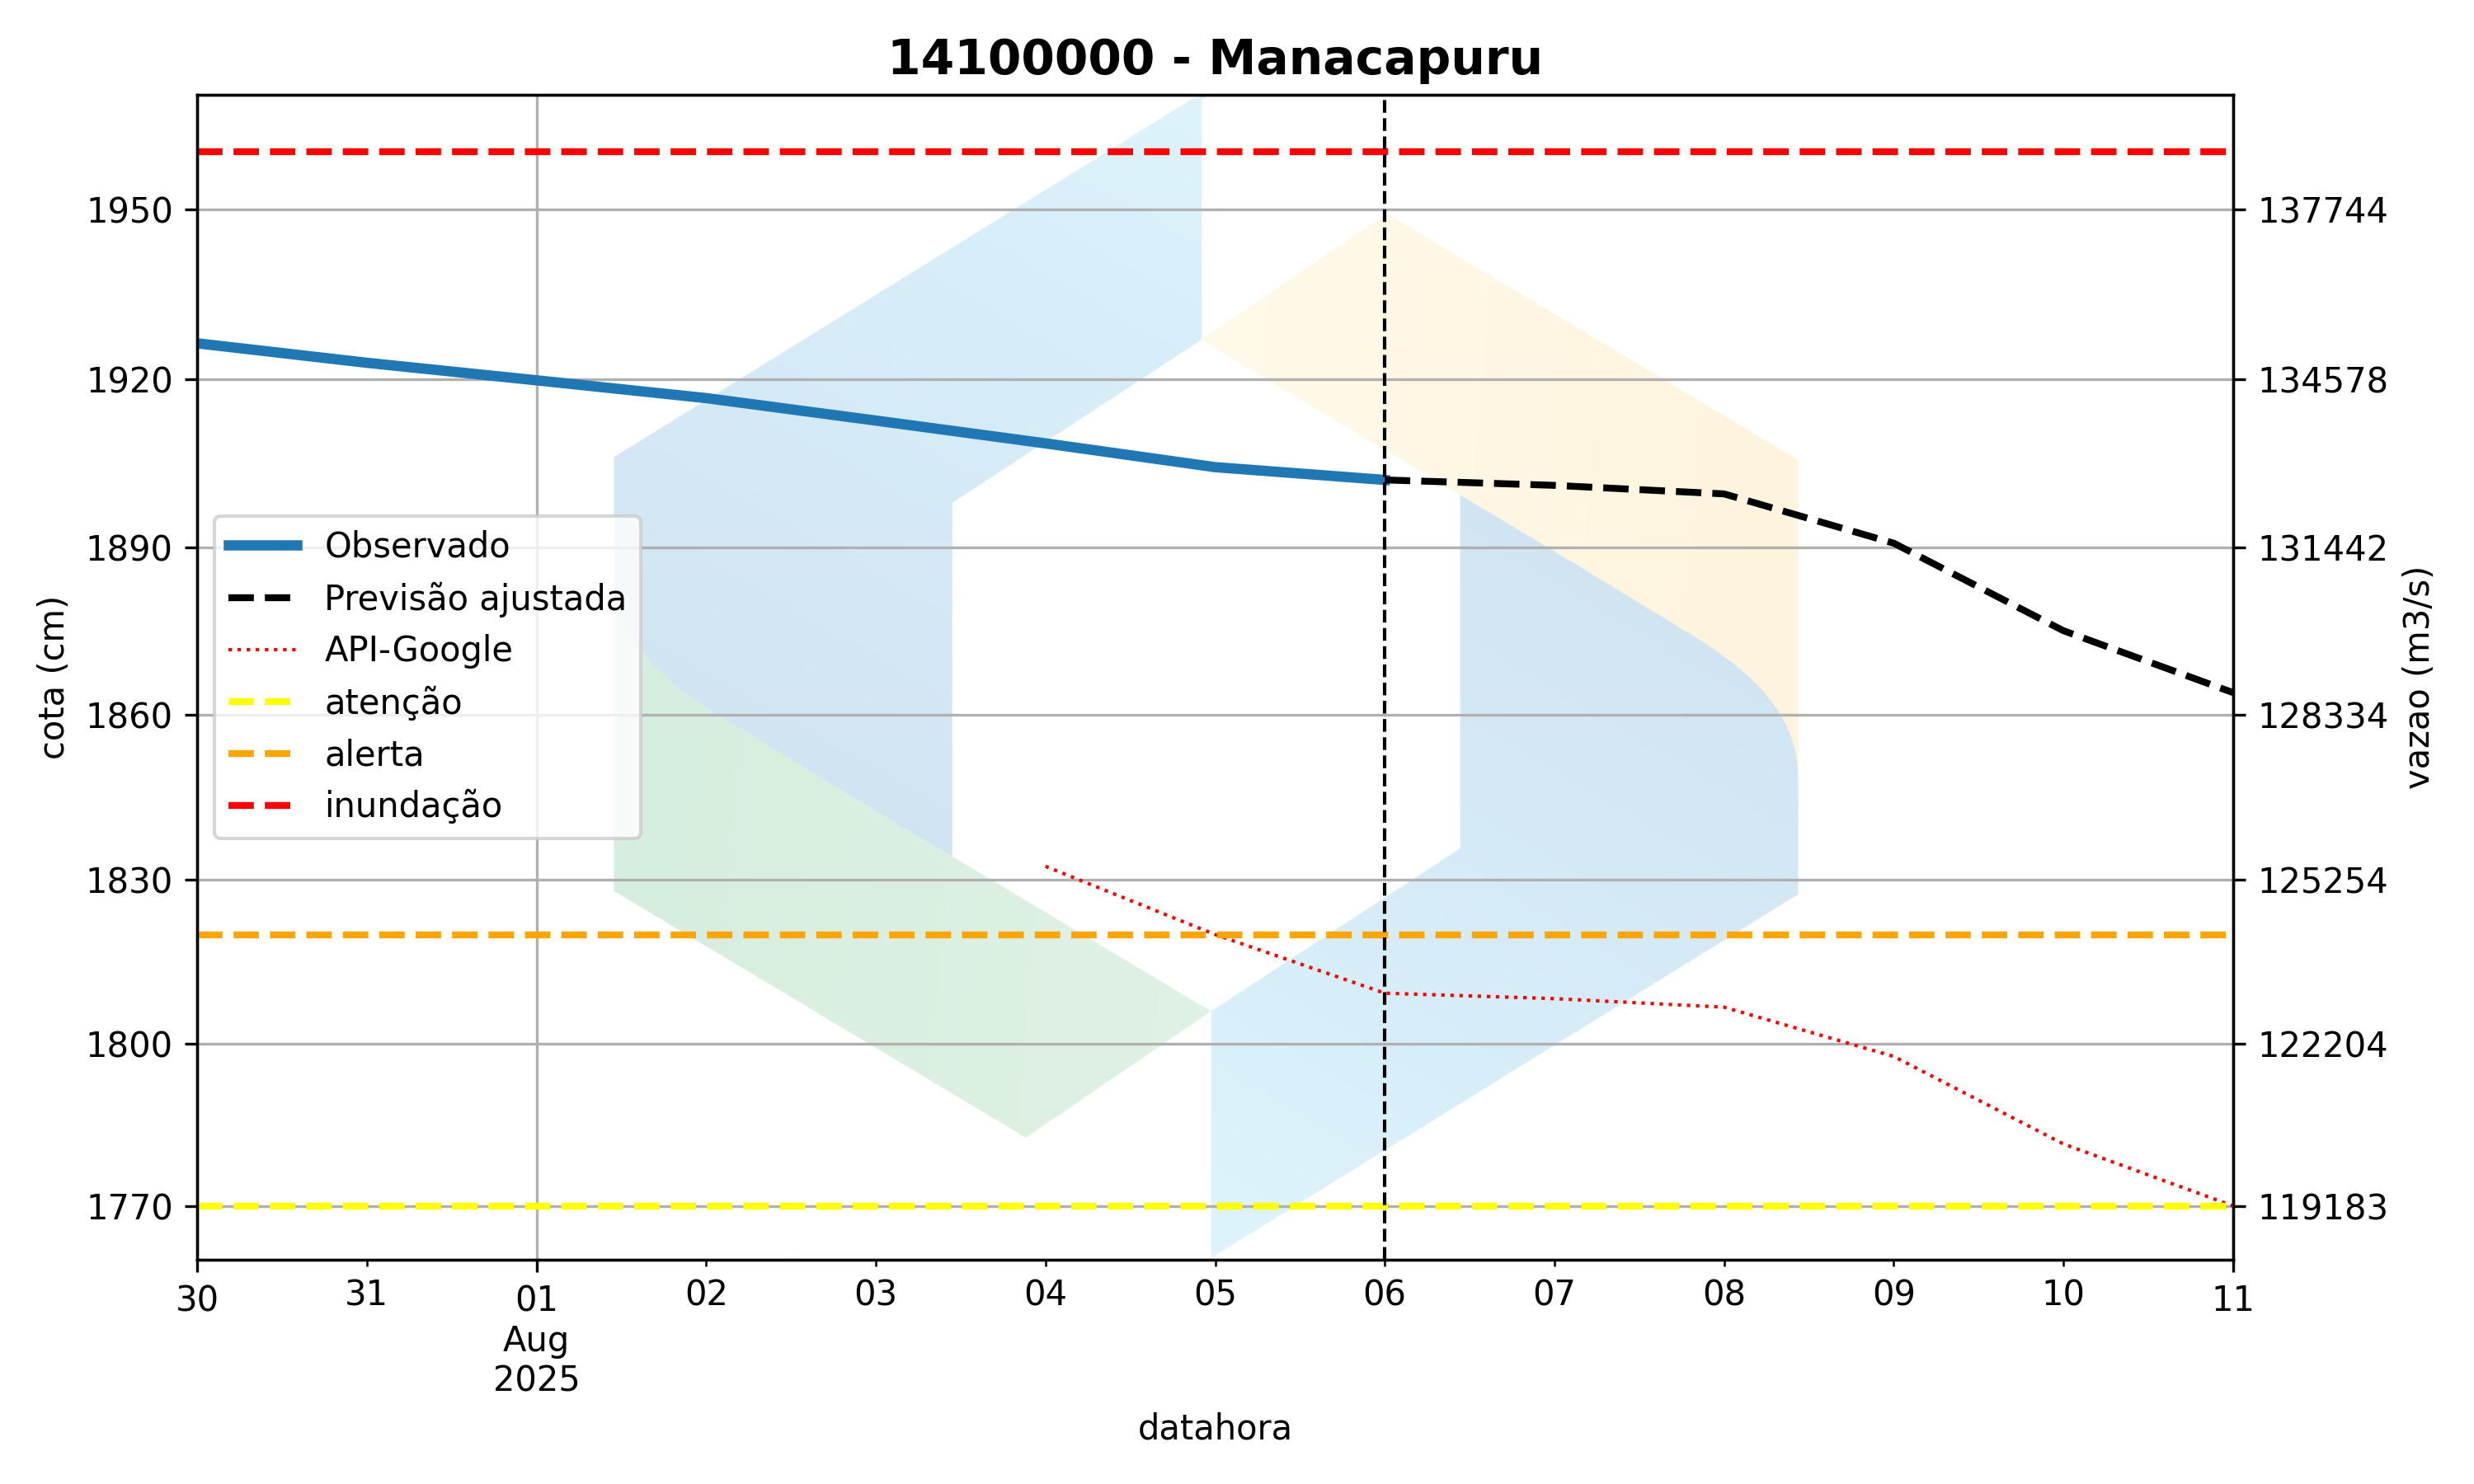 14100000 - Manacapuru
1950
1920
1890
1860
1830
1800
1770
cota (cm)
137744
134578
131442
128334
125254
122204
119183
vazao (m3/s)
Observado
Previsão ajustada
API-Google
atenção
alerta
inundação
30 31 01 02 03 04 05 06 07 08 09 10 11
Aug
2025
datahora